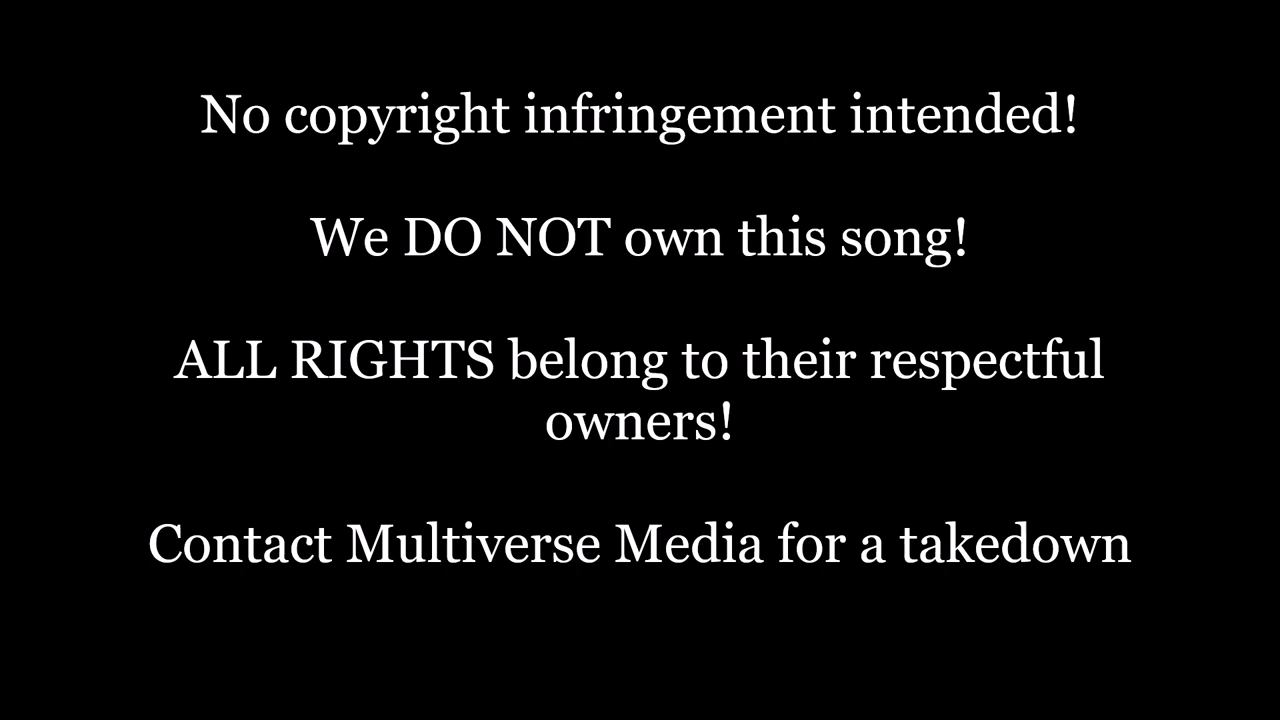 No copyright infringement intended!
We DO NOT own this song!
ALL RIGHTS belong to their respectful
owners!
Contact Multiverse Media for a takedown